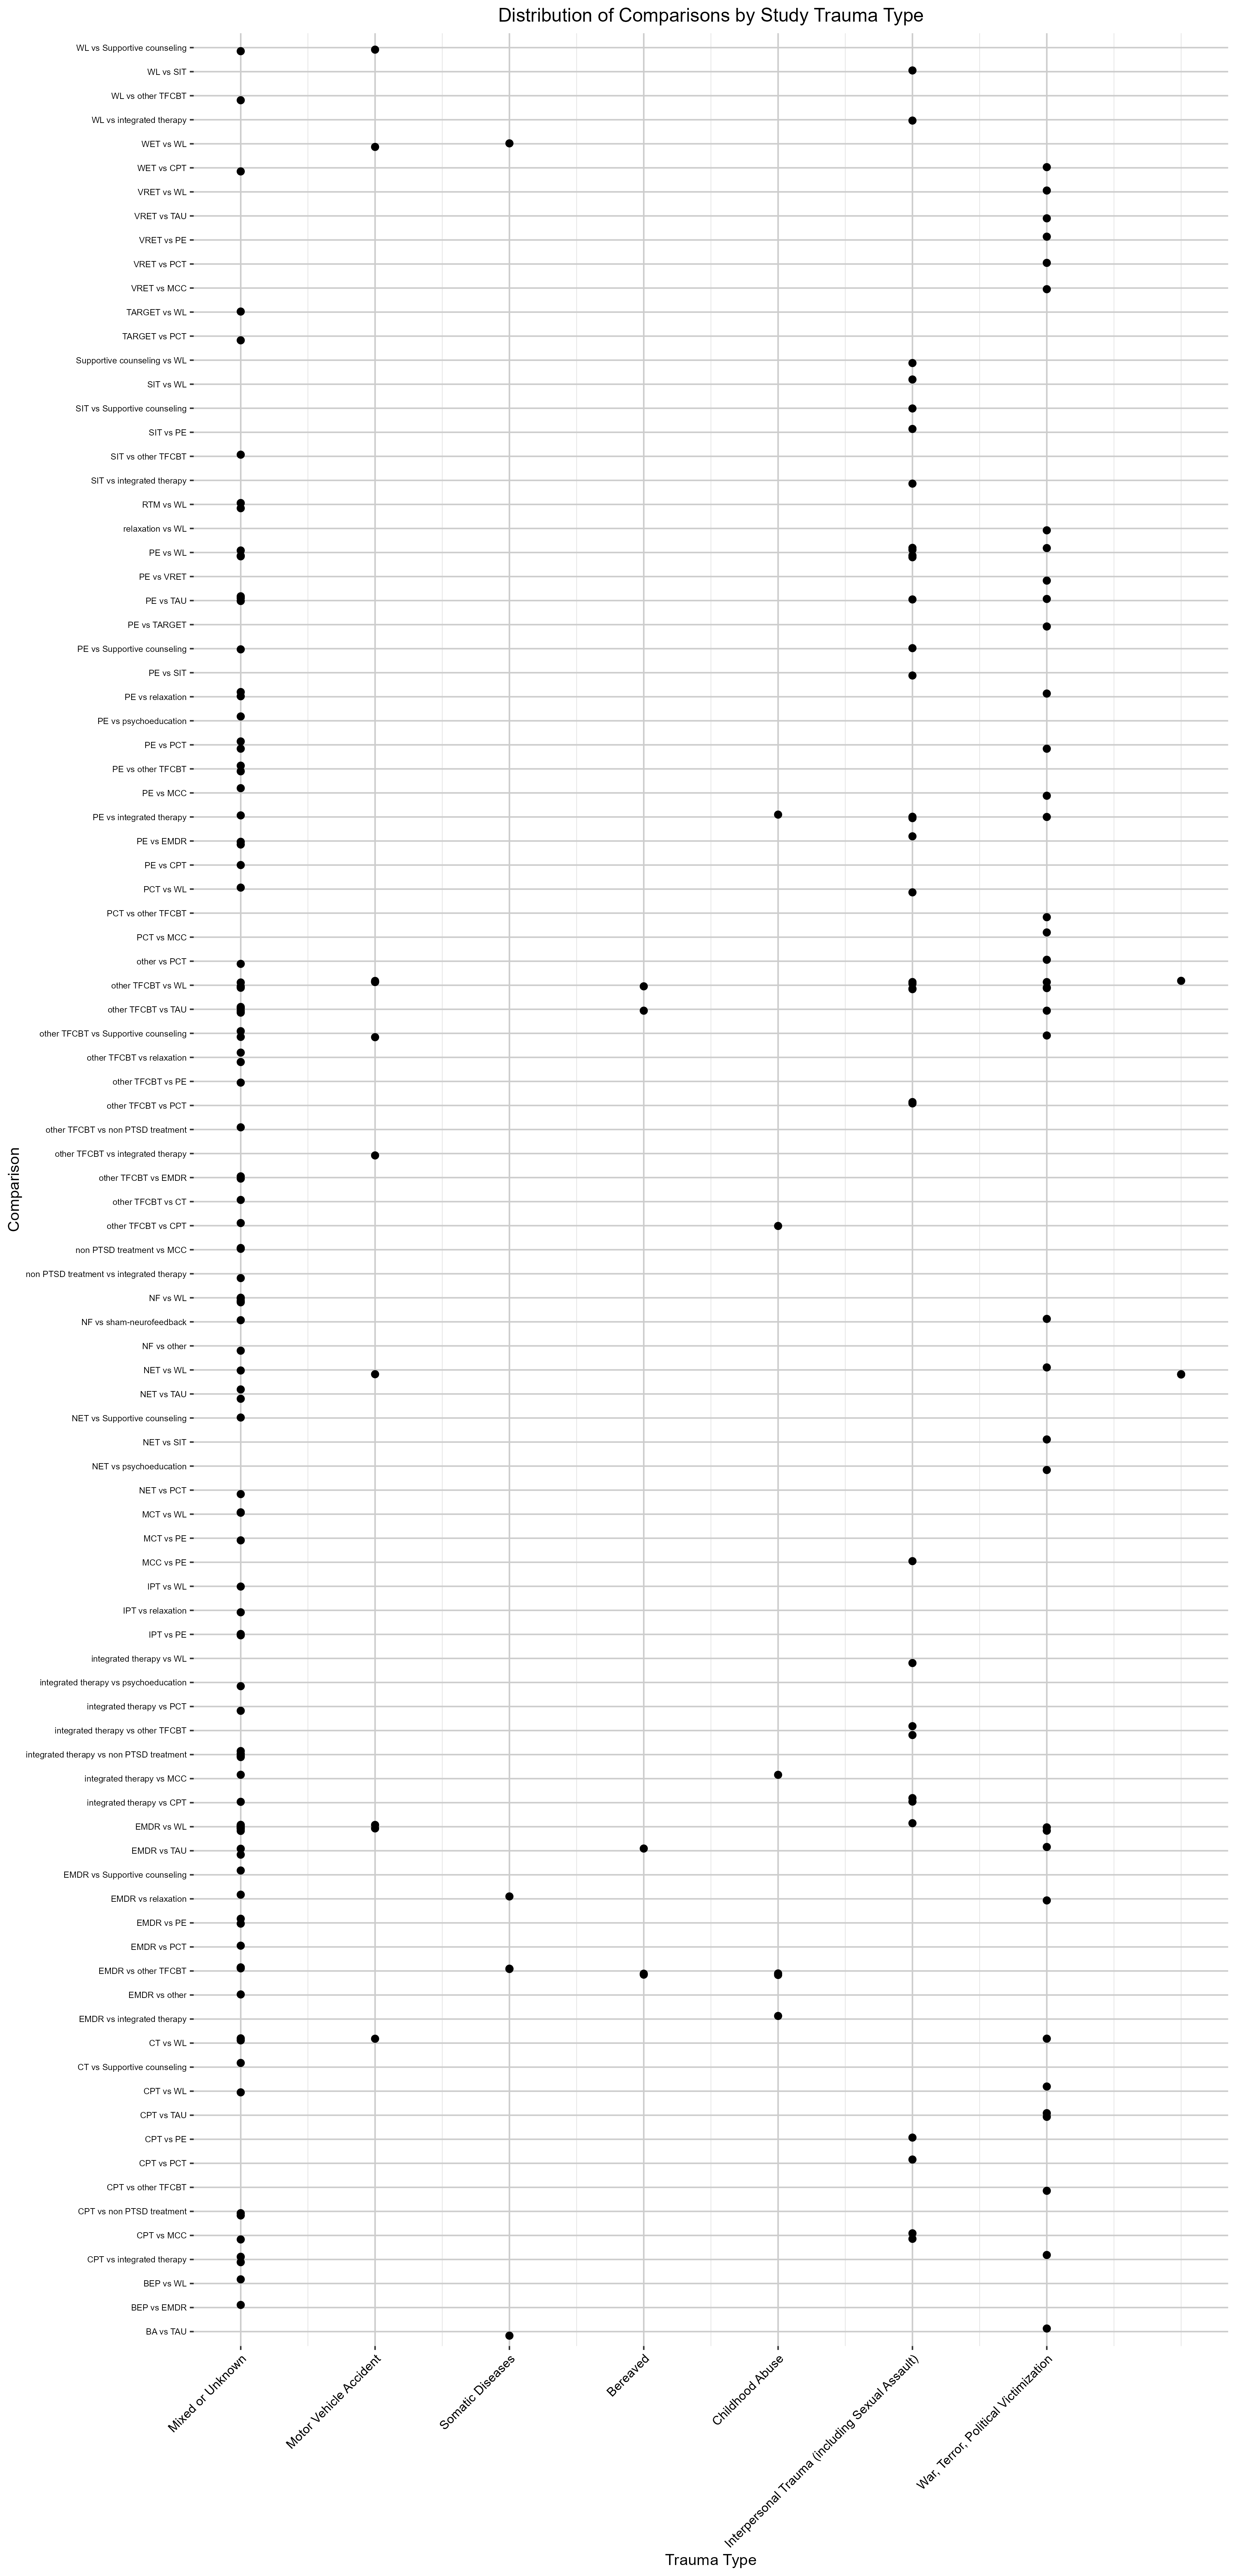 Distribution of Comparisons by Study Trauma Type
WL vs Supportive counseling
WL vs SIT
WL vs other TFCBT
WL vs integrated therapy
WET vs WL
WET vs CPT
VRET vs WL
VRET vs TAU
VRET vs PE
VRET vs PCT
VRET vs MCC
TARGET vs WL
TARGET vs PCT
Supportive counseling vs WL
SIT vs WL
SIT vs Supportive counseling
SIT vs PE
SIT vs other TFCBT
SIT vs integrated therapy
RTM vs WL
relaxation vs WL
PE vs WL
PE vs VRET
PE vs TAU
PE vs TARGET
PE vs Supportive counseling
PE vs SIT
PE vs relaxation
PE vs psychoeducation
PE vs PCT
PE vs other TFCBT
PE vs MCC
PE vs integrated therapy
PE vs EMDR
PE vs CPT
PCT vs WL
PCT vs other TFCBT
PCT vs MCC
other vs PCT
other TFCBT vs WL
other TFCBT vs TAU
other TFCBT vs Supportive counseling
other TFCBT vs relaxation
other TFCBT vs PE
other TFCBT vs PCT
other TFCBT vs non PTSD treatment
other TFCBT vs integrated therapy
other TFCBT vs EMDR
other TFCBT vs CT
other TFCBT vs CPT
non PTSD treatment vs MCC
non PTSD treatment vs integrated therapy
NF vs WL
NF vs sham-neurofeedback
NF vs other
NET vs WL
NET vs TAU
NET vs Supportive counseling
NET vs SIT
NET vs psychoeducation
NET vs PCT
MCT vs WL
MCT vs PE
MCC vs PE
IPT vs WL
IPT vs relaxation
IPT vs PE
integrated therapy vs WL
integrated therapy vs psychoeducation
integrated therapy vs PCT
integrated therapy vs other TFCBT
integrated therapy vs non PTSD treatment
integrated therapy vs MCC
integrated therapy vs CPT
EMDR vs WL
EMDR vs TAU
EMDR vs Supportive counseling
EMDR vs relaxation
EMDR vs PE
EMDR vs PCT
EMDR vs other TFCBT
EMDR vs other
EMDR vs integrated therapy
CT vs WL
CT vs Supportive counseling
CPT vs WL
CPT vs TAU
CPT vs PE
CPT vs PCT
CPT vs other TFCBT
CPT vs non PTSD treatment
CPT vs MCC
CPT vs integrated therapy
BEP vs WL
BEP vs EMDR
BA vs TAU
Comparison
Mixed or Unknown
Motor Vehicle Accident
Somatic Diseases
Bereaved
Childhood Abuse
Interpersonal Trauma (including Sexual Assault)
War, Terror, Political Victimization
Trauma Type